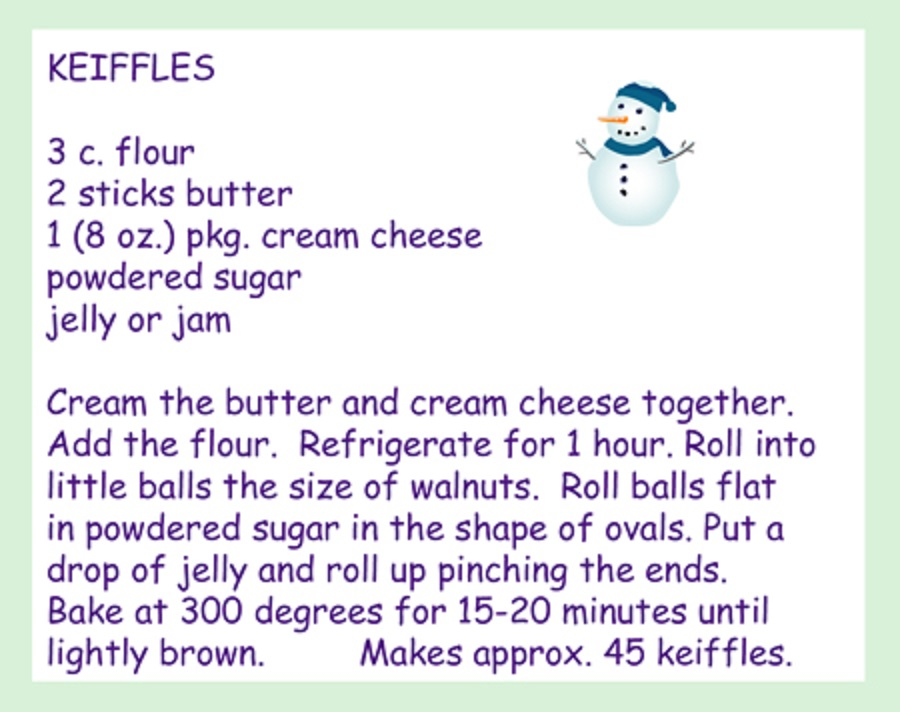 KEIFFLES
3 c. flour
2 sticks butter
1 (8 oz.) pkg. cream cheese
powdered sugar
jelly or jam
Cream the butter and cream cheese together.
Add the flour.  Refrigerate for 1 hour. Roll into
little balls the size of walnuts.  Roll balls flat
in powdered sugar in the shape of ovals. Put a
drop of jelly and roll up pinching the ends.
Bake at 300 degrees for 15-20 minutes until
lightly brown.          Makes approx. 45 keiffles.